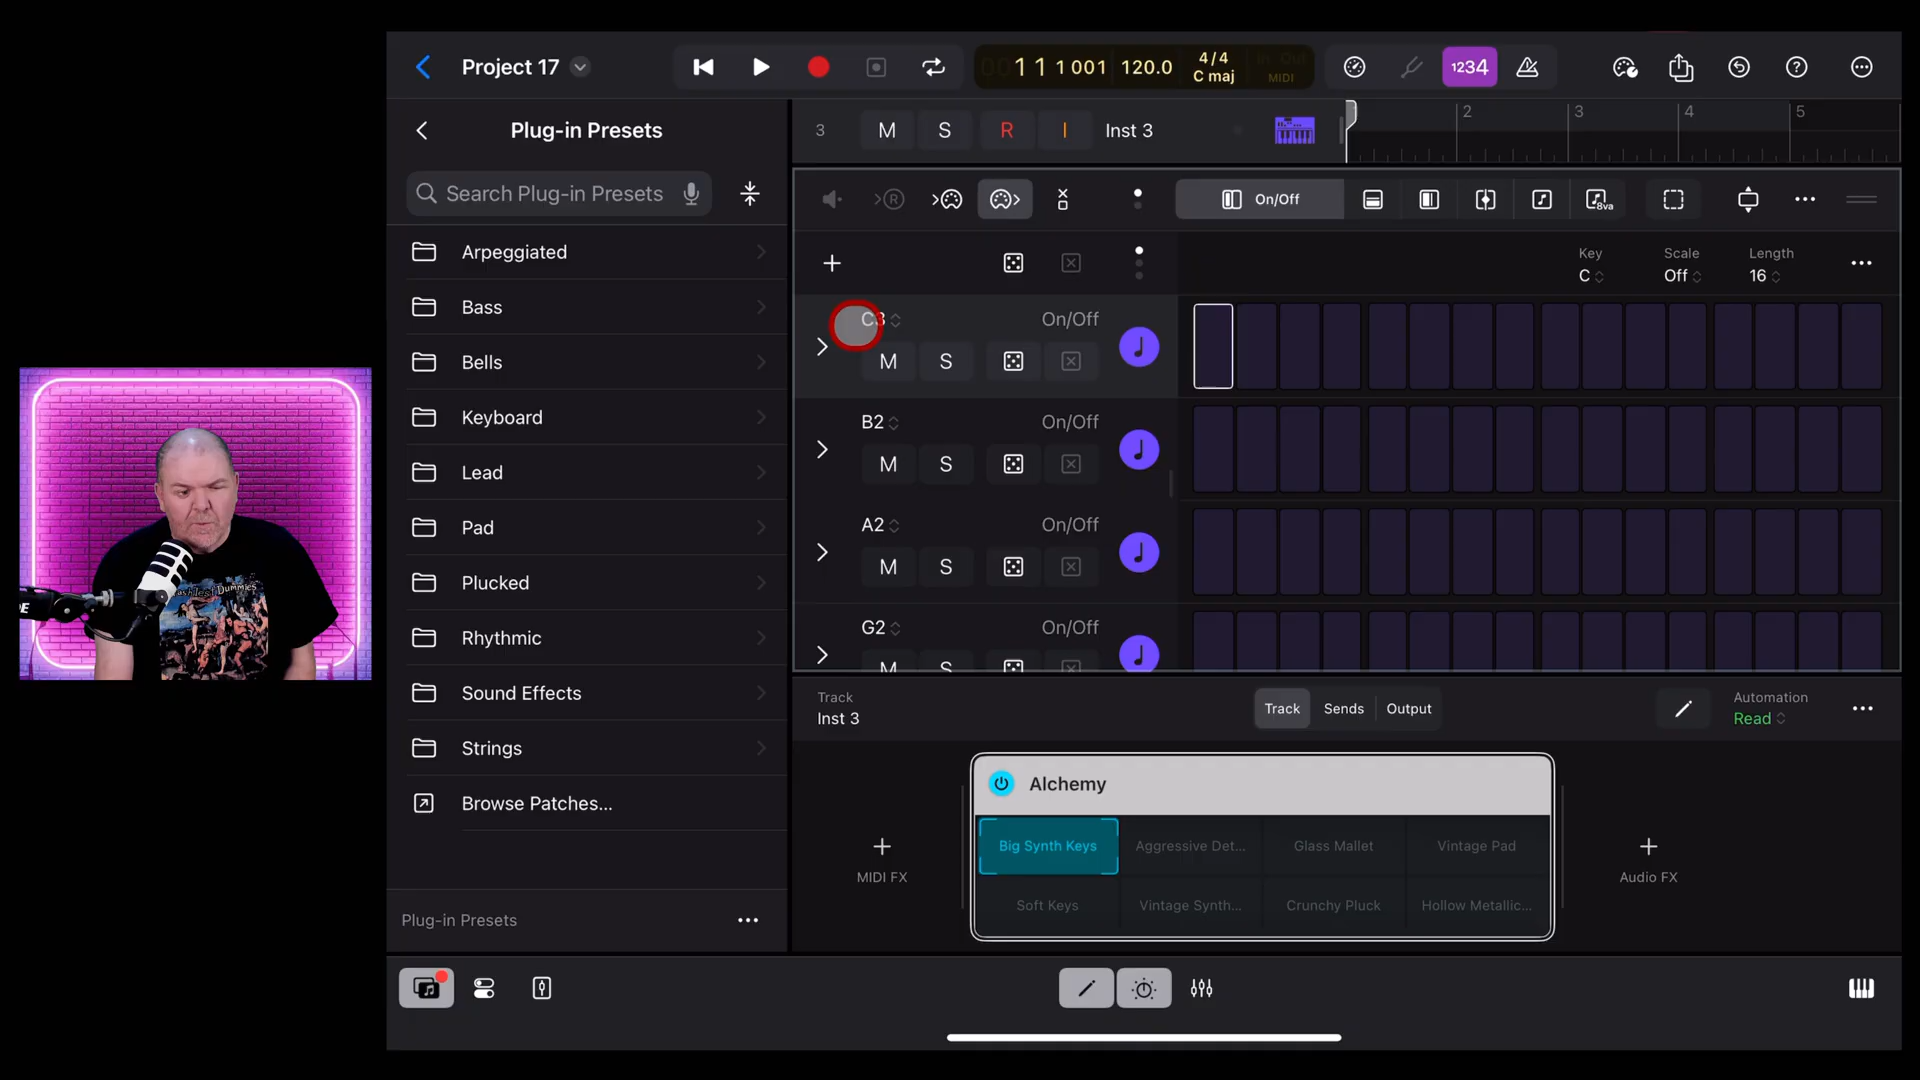 Project 17
1 1 1 001
120.0
4/4
C maj
In Out
MIDI
1234
Plug-in Presets
Search Plug-in Presets
Arpeggiated
Bass
Bells
Keyboard
Lead
Pad
Plucked
Rhythmic
Sound Effects
Strings
Browse Patches...
Plug-in Presets
3
M
S
R
I
Inst 3
2
3
4
5
R
On/Off
8va
Key
C
Scale
Off
Length
16
C3
On/Off
M
S
B2
On/Off
M
S
A2
On/Off
M
S
G2
On/Off
M
S
Track
Inst 3
Track
Sends
Output
Automation
Read
MIDI FX
Alchemy
Big Synth Keys
Aggressive Det...
Glass Mallet
Vintage Pad
Soft Keys
Vintage Synth...
Crunchy Pluck
Hollow Metallic...
Audio FX